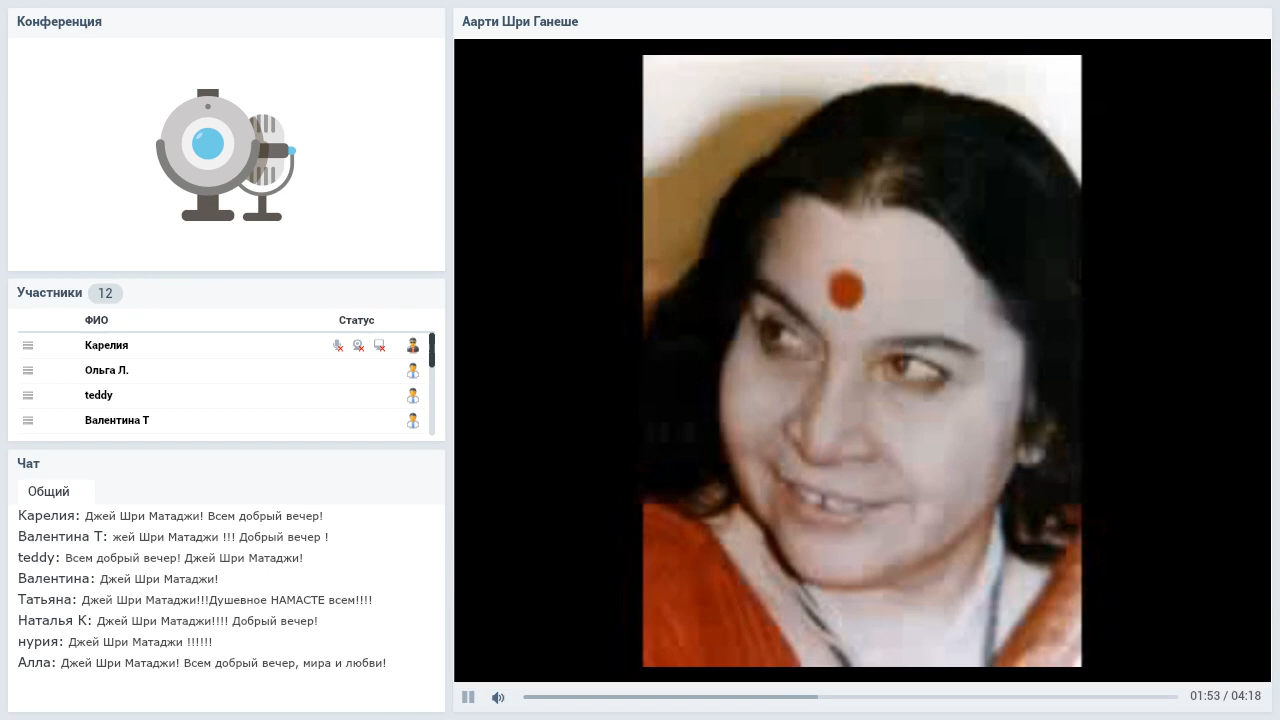 Конференция
Аарти Шри Ганеше
Участники 12
ФИО Статус
Карелия
Ольга Л.
teddy
Валентина Т
Чат
Общий
Карелия: Джей Шри Матаджи! Всем добрый вечер!
Валентина Т: жей Шри Матаджи !!! Добрый вечер !
teddy: Всем добрый вечер! Джей Шри Матаджи!
Валентина: Джей Шри Матаджи!
Татьяна: Джей Шри Матаджи!!!Душевное НАМАСТЕ всем!!!!
Наталья К: Джей Шри Матаджи!!!! Добрый вечер!
нурия: Джей Шри Матаджи !!!!!!
Алла: Джей Шри Матаджи! Всем добрый вечер, мира и любви!
01:53 / 04:18